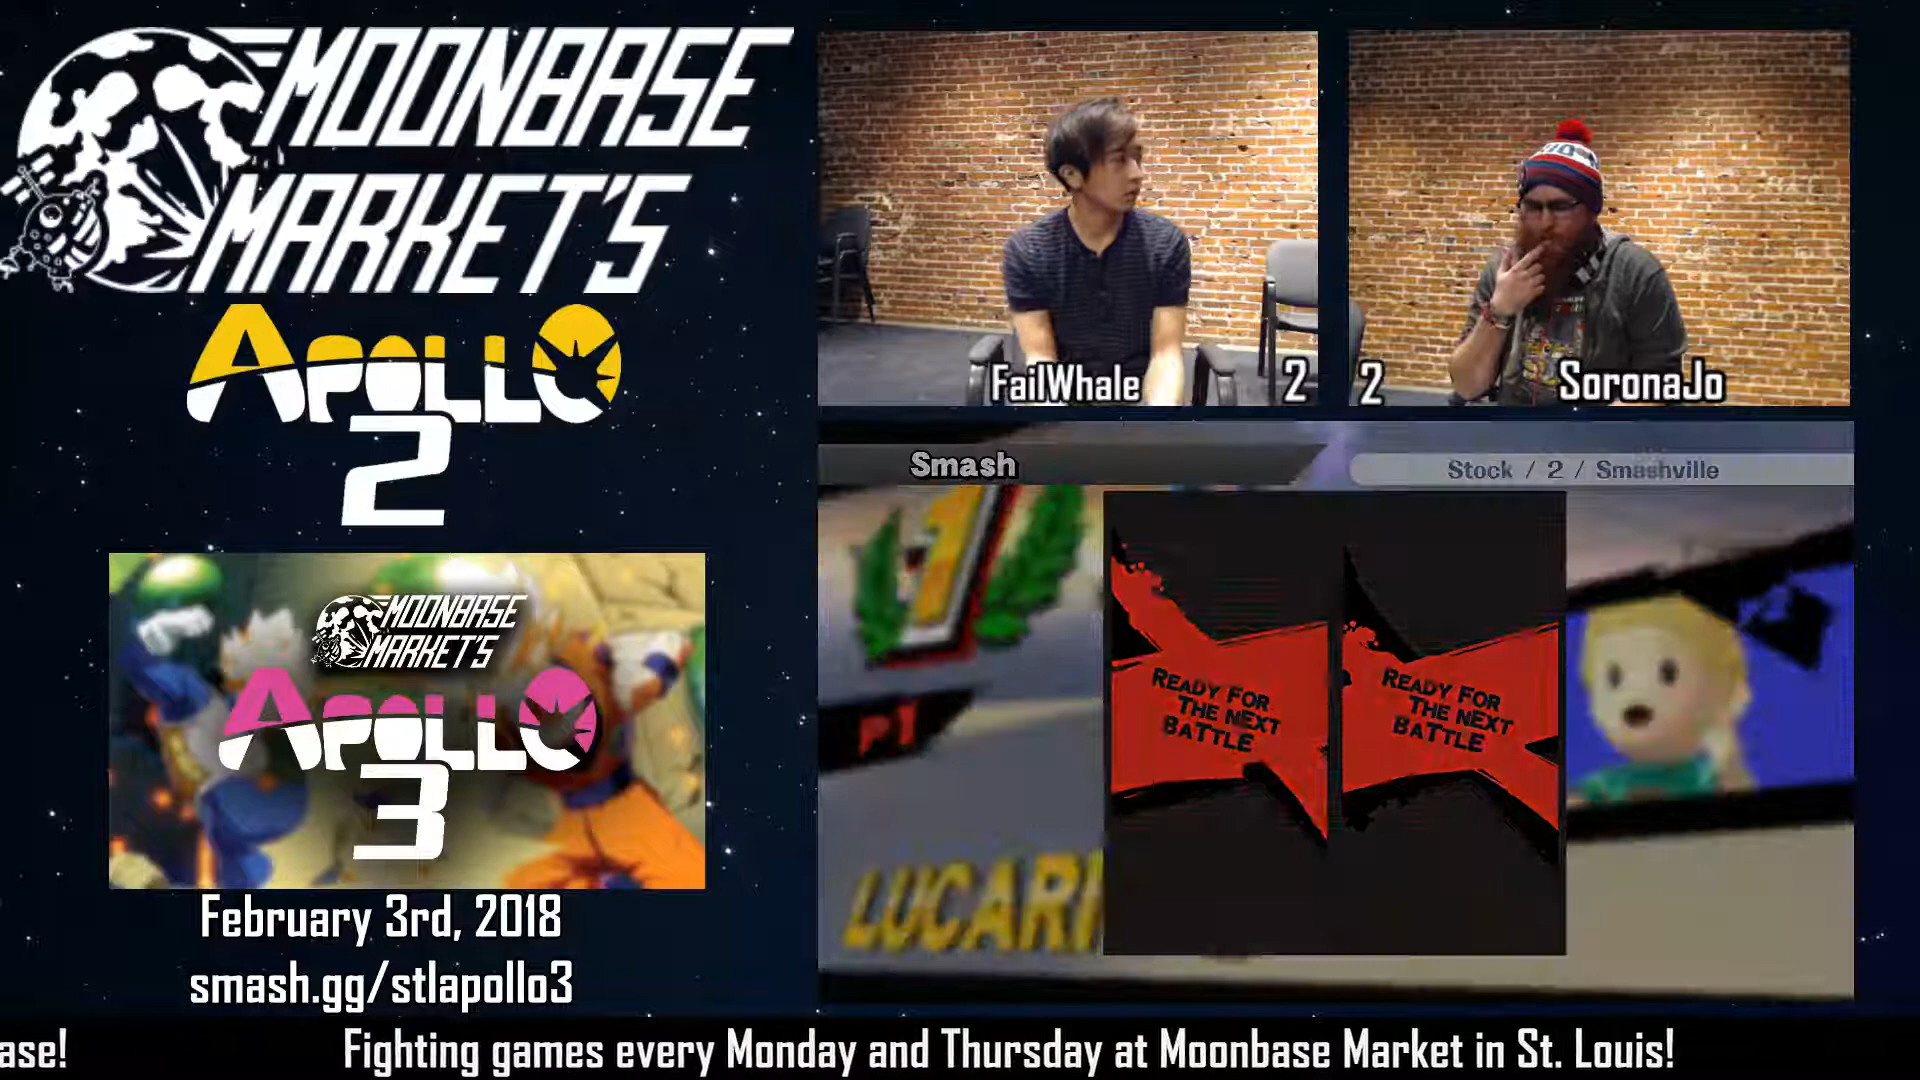 MOONBASE
MARKET'S
APOLLO
2
FailWhale
2
2
SoronaJo
Smash
Stock / 2 / Smashville
1
P1
READY FOR
THE NEXT
BATTLE
READY FOR
THE NEXT
BATTLE
MOONBASE
MARKET'S
APOLLO
3
February 3rd, 2018
smash.gg/stlapollo3
ase!
Fighting games every Monday and Thursday at Moonbase Market in St. Louis!